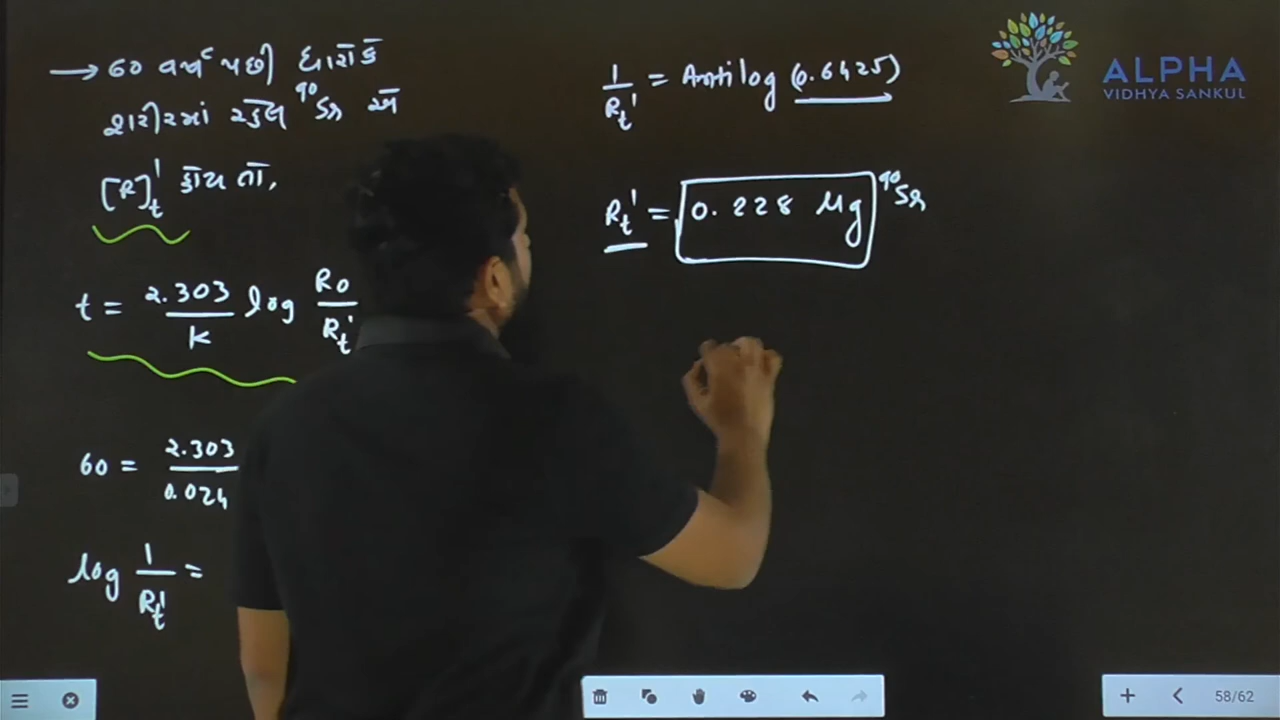 → 60 વર્ષ પછી ધારો કે
શરીરમાં રહેલ ⁹⁰Sr એ
[R]ₜ' હોય તો,
t = 2.303/K log R₀/Rₜ'
60 = 2.303/0.024
log 1/Rₜ' =
1/Rₜ' = Antilog (0.6425)
Rₜ' = 0.228 μg ⁹⁰Sr
ALPHA
VIDHYA SANKUL
58/62